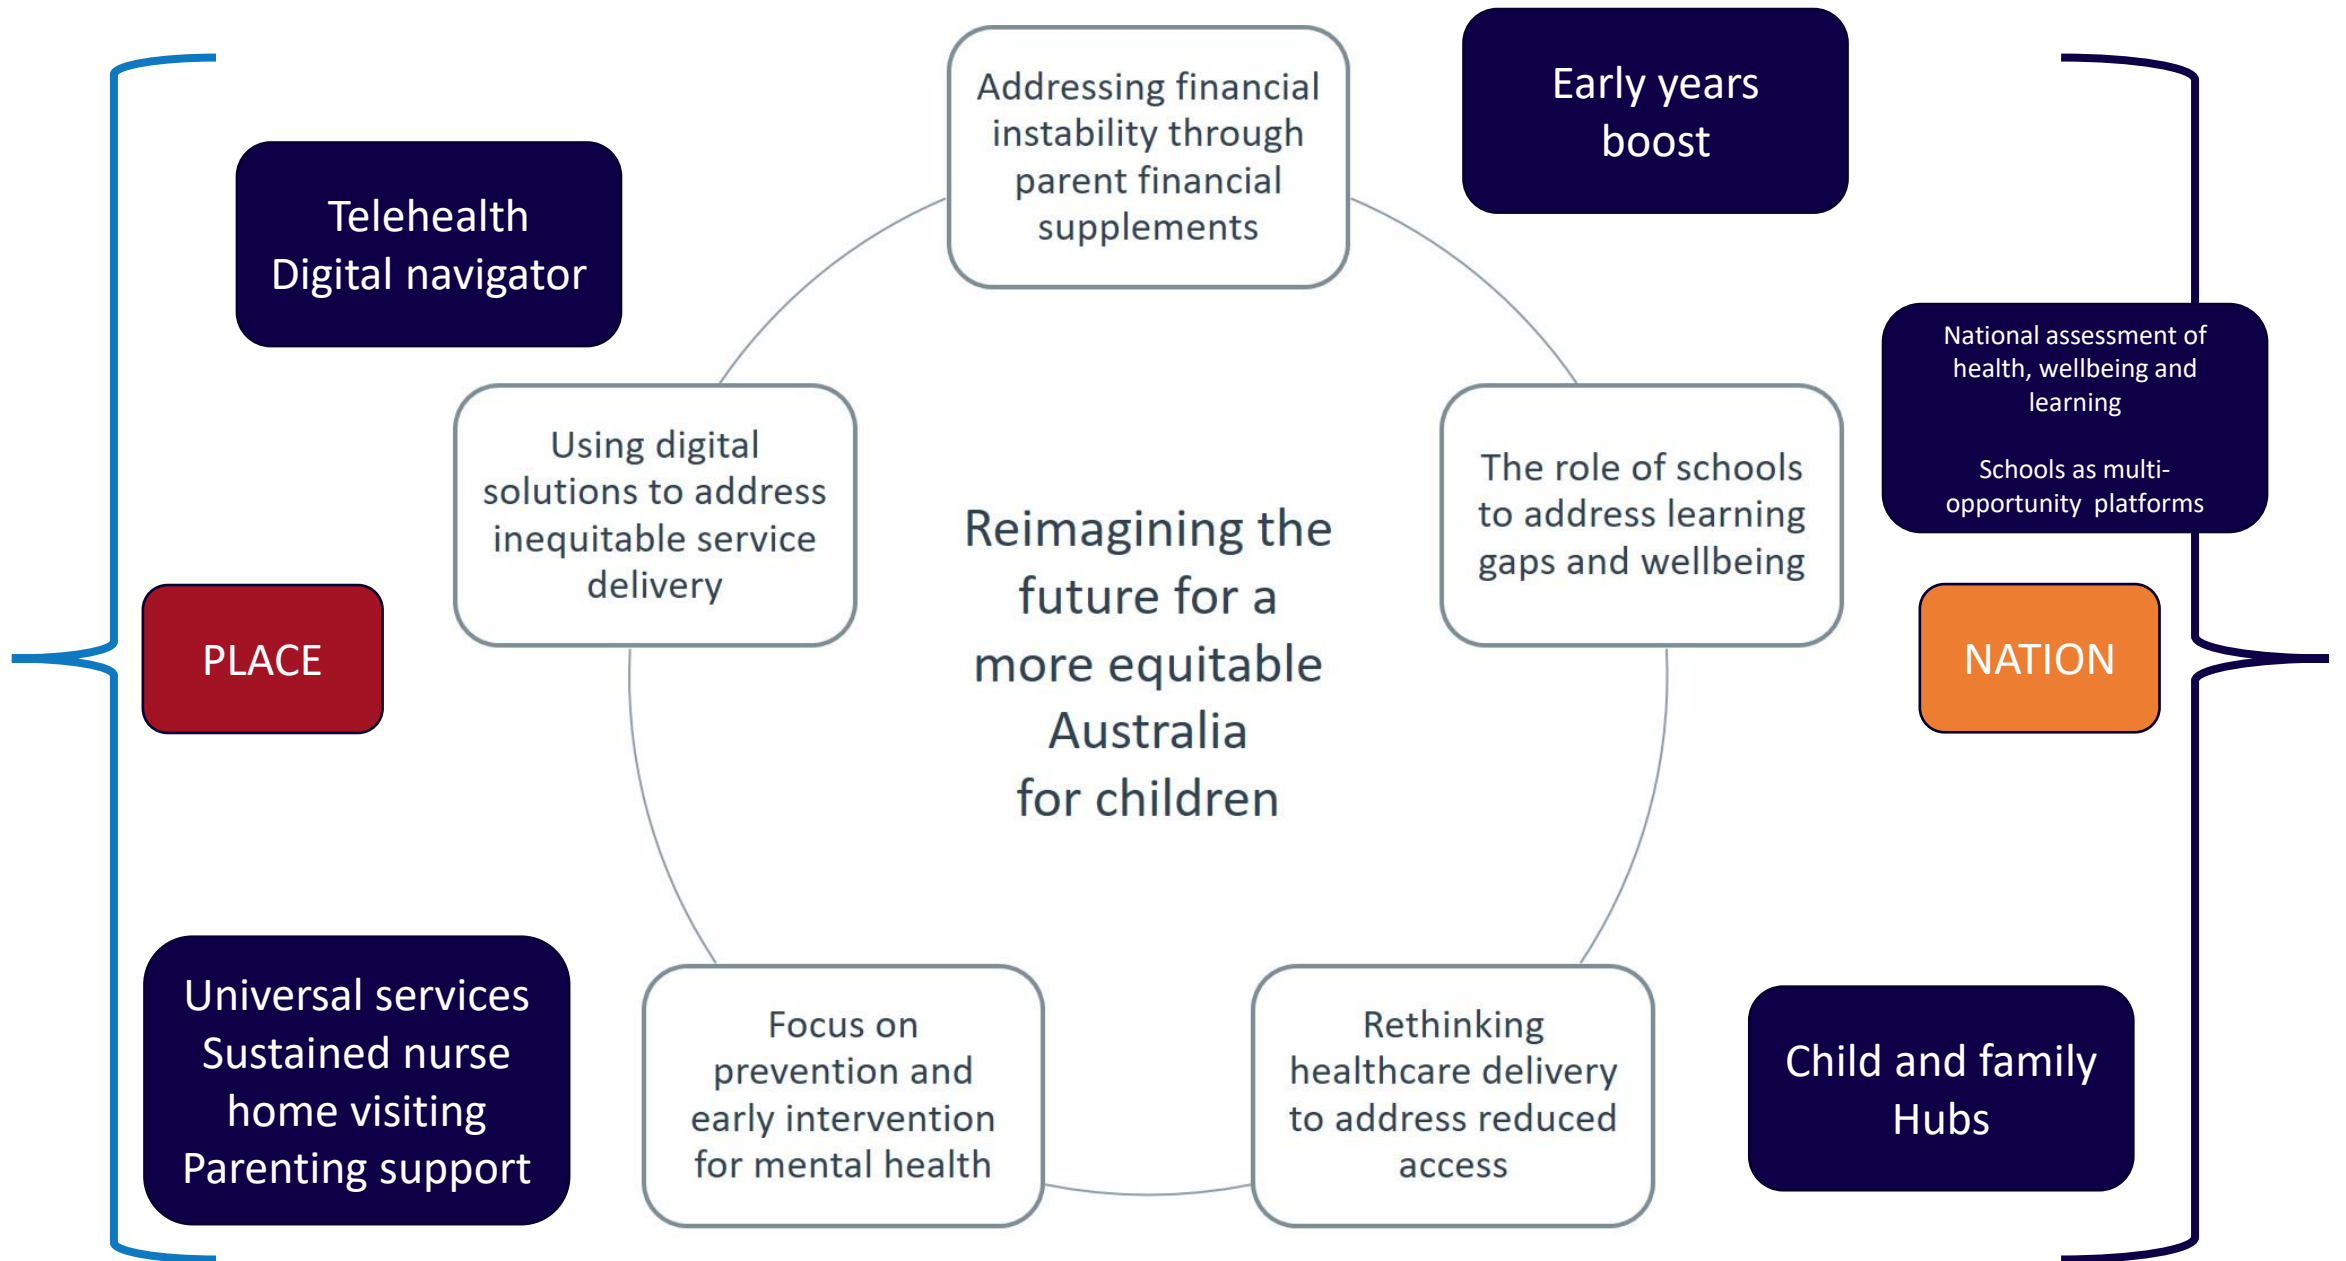 Addressing financial
instability through
parent financial
supplements
Early years
boost
Telehealth
Digital navigator
National assessment of
health, wellbeing and
learning
Schools as multi-
opportunity platforms
Using digital
solutions to address
inequitable service
delivery
The role of schools
to address learning
gaps and wellbeing
Reimagining the
future for a
more equitable
Australia
for children
PLACE
NATION
Universal services
Sustained nurse
home visiting
Parenting support
Focus on
prevention and
early intervention
for mental health
Rethinking
healthcare delivery
to address reduced
access
Child and family
Hubs